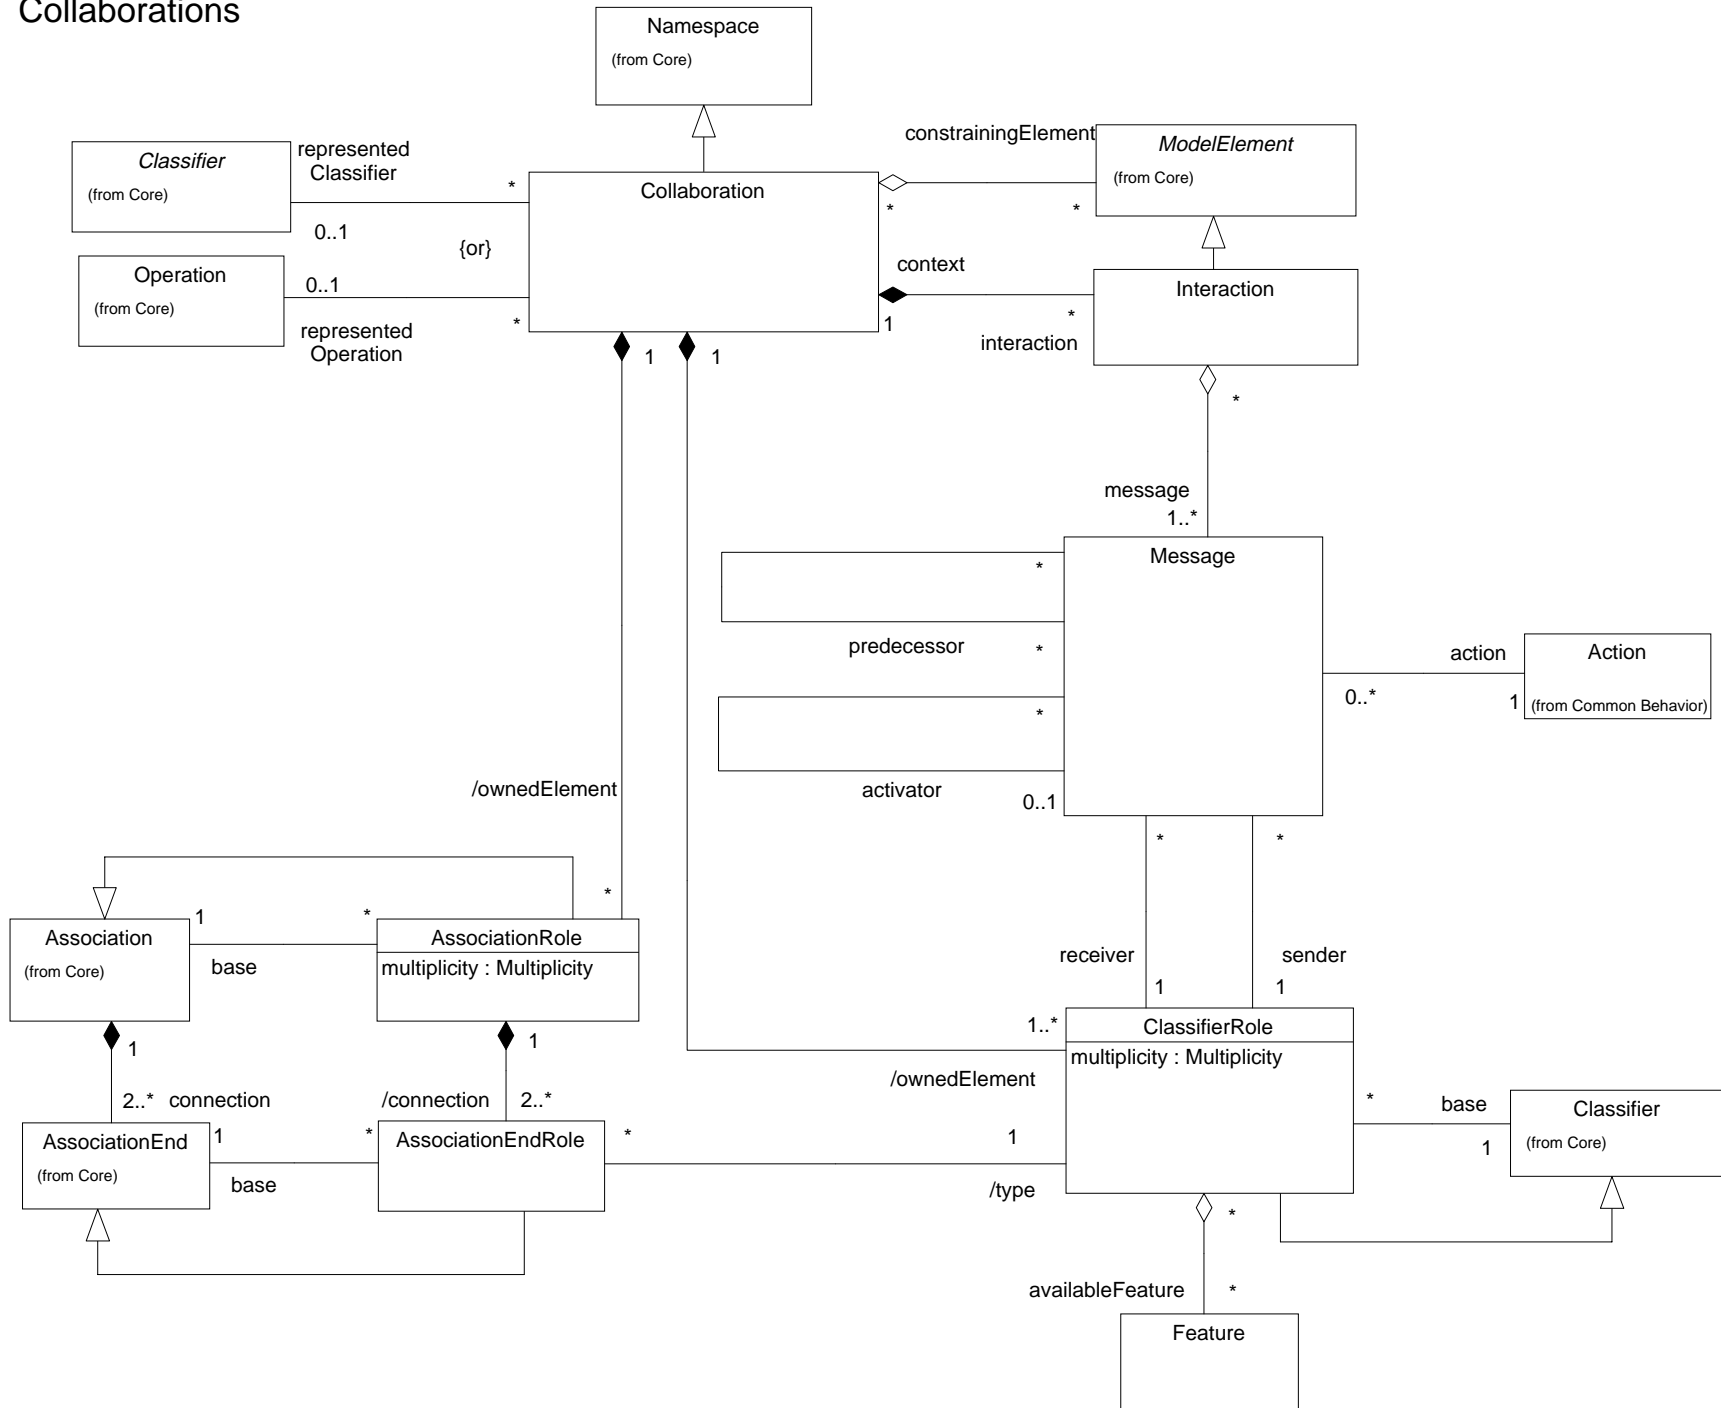 Collaborations
Namespace
(from Core)
constrainingElement
ModelElement
(from Core)
Classifier
(from Core)
represented
Classifier
*
0..1
Collaboration
*
*
{or}
Operation
(from Core)
0..1
*
represented
Operation
context
1
*
interaction
Interaction
1
1
*
message
1..*
Message
*
predecessor
*
*
activator
0..1
action
0..*
1
Action
(from Common Behavior)
/ownedElement
*
*
*
receiver
sender
1
1
Association
(from Core)
1
*
base
AssociationRole
multiplicity : Multiplicity
1
1
2..*
connection
/connection
2..*
1..*
/ownedElement
ClassifierRole
multiplicity : Multiplicity
*
base
1
Classifier
(from Core)
AssociationEnd
(from Core)
1
*
base
AssociationEndRole
*
1
/type
*
availableFeature
*
Feature